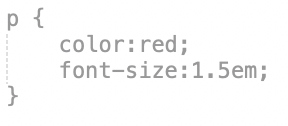 p {
    color:red;
    font-size:1.5em;
}